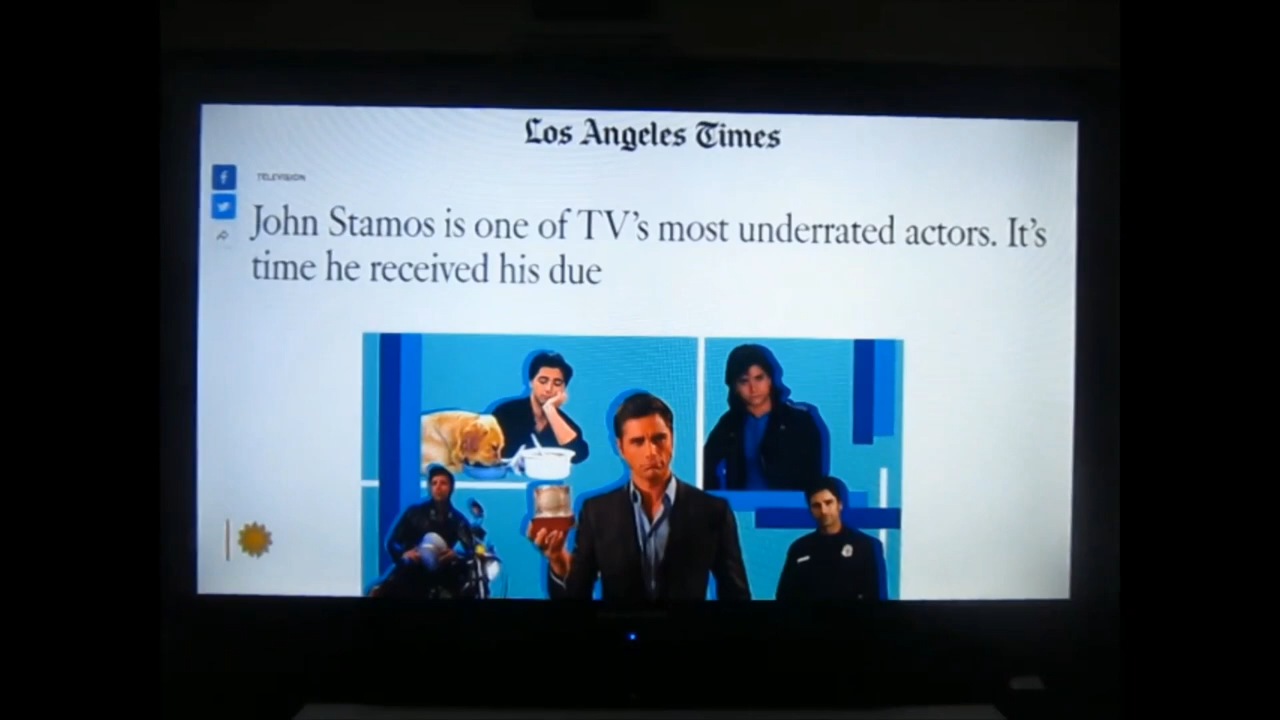 Los Angeles Times
TELEVISION
John Stamos is one of TV's most underrated actors. It's
time he received his due